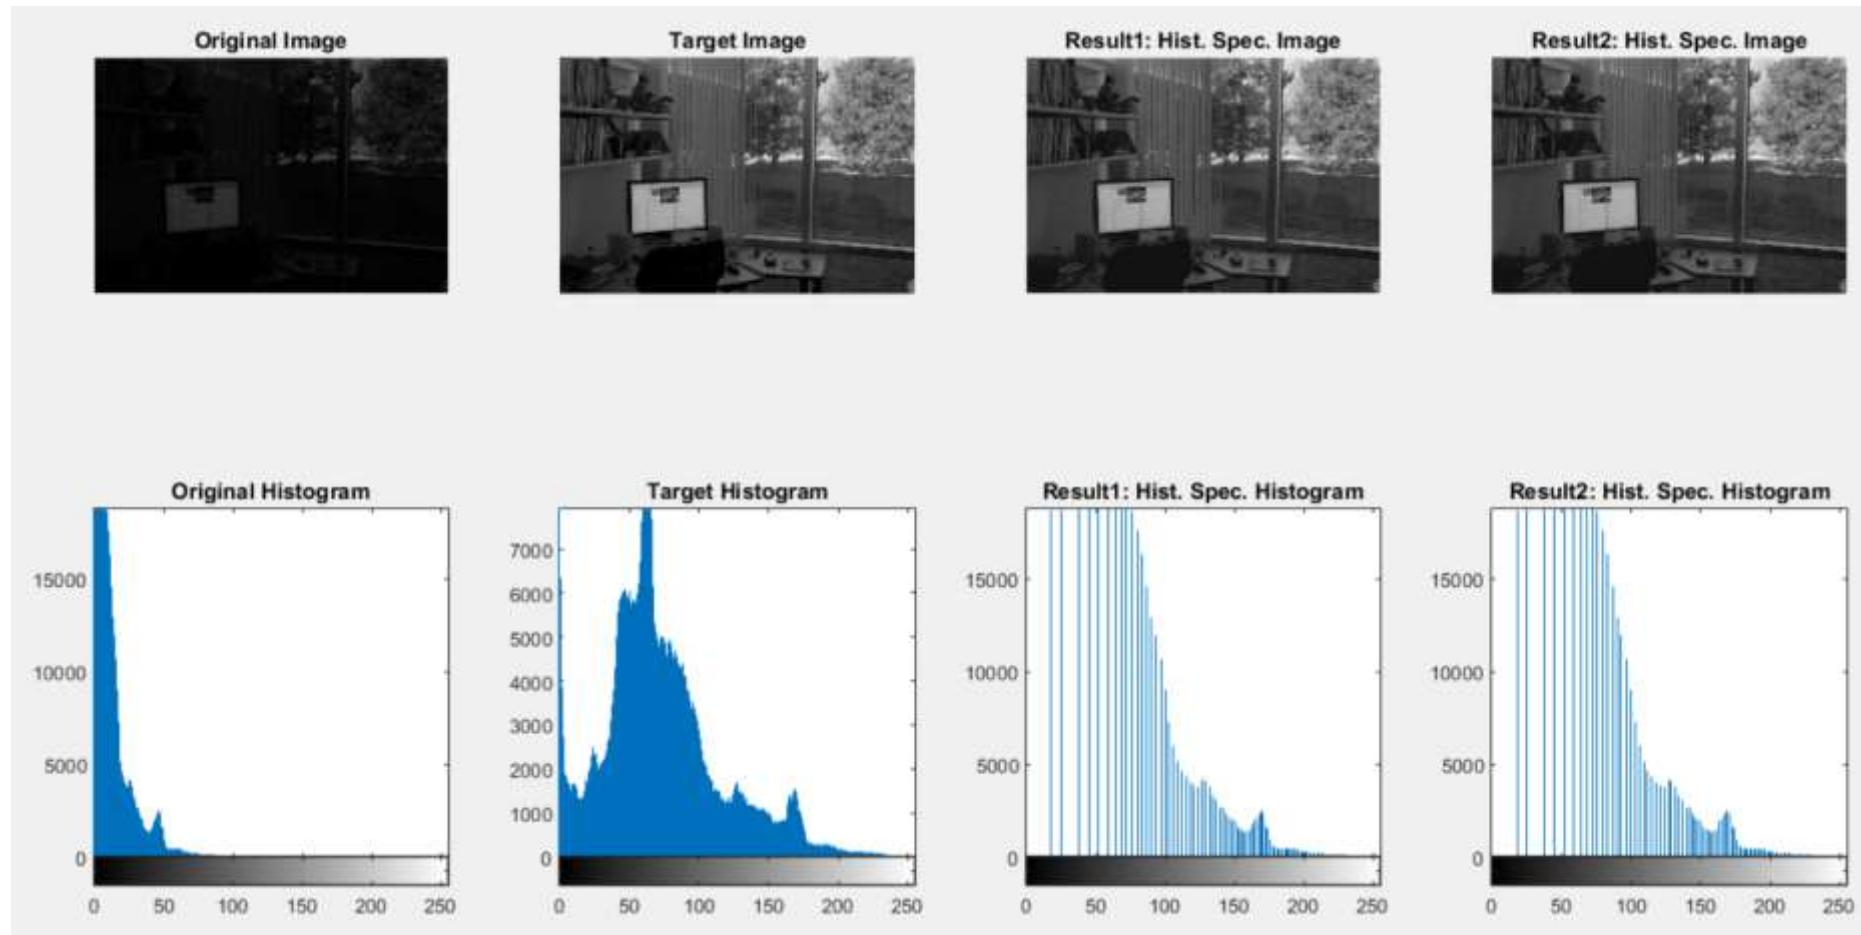 Original Image
Target Image
Result1: Hist. Spec. Image
Result2: Hist. Spec. Image
Original Histogram
Target Histogram
Result1: Hist. Spec. Histogram
Result2: Hist. Spec. Histogram
15000
10000
5000
0
0 50 100 150 200 250
7000
6000
5000
4000
3000
2000
1000
0
0 50 100 150 200 250
15000
10000
5000
0
0 50 100 150 200 250
15000
10000
5000
0
0 50 100 150 200 250